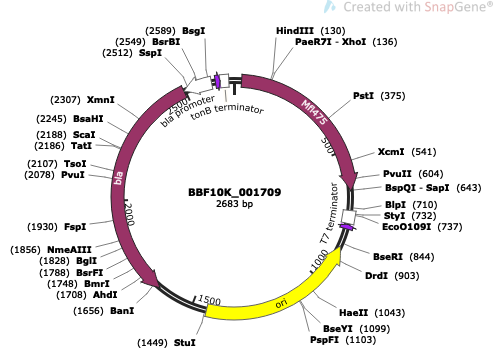 Created with SnapGene®
(2589) BsgI
(2549) BsrBI
(2512) SspI
HindIII (130)
PaeR7I - XhoI (136)
(2307) XmnI
(2245) BsaHI
(2188) ScaI
(2186) TatI
(2107) TsoI
(2078) PvuI
(1930) FspI
(1856) NmeAIII
(1828) BglI
(1788) BsrFI
(1748) BmrI
(1708) AhdI
(1656) BanI
(1449) StuI
PstI (375)
XcmI (541)
PvuII (604)
BspQI - SapI (643)
BlpI (710)
StyI (732)
EcoO109I (737)
BseRI (844)
DrdI (903)
HaeII (1043)
BseYI (1099)
PspFI (1103)
bla promoter
tonB terminator
Mfl475
T7 terminator
ori
bla
500
1000
1500
2000
2500
BBF10K_001709
2683 bp